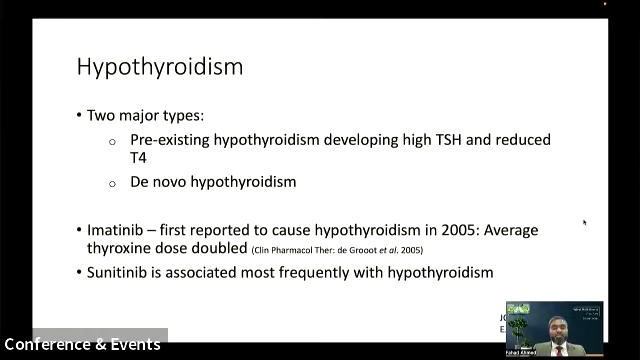 Hypothyroidism
• Two major types:
o Pre-existing hypothyroidism developing high TSH and reduced
T4
o De novo hypothyroidism
• Imatinib – first reported to cause hypothyroidism in 2005: Average
thyroxine dose doubled (Clin Pharmacol Ther: de Grooot et al. 2005)
• Sunitinib is associated most frequently with hypothyroidism
Fahad Ahmed
Conference & Events